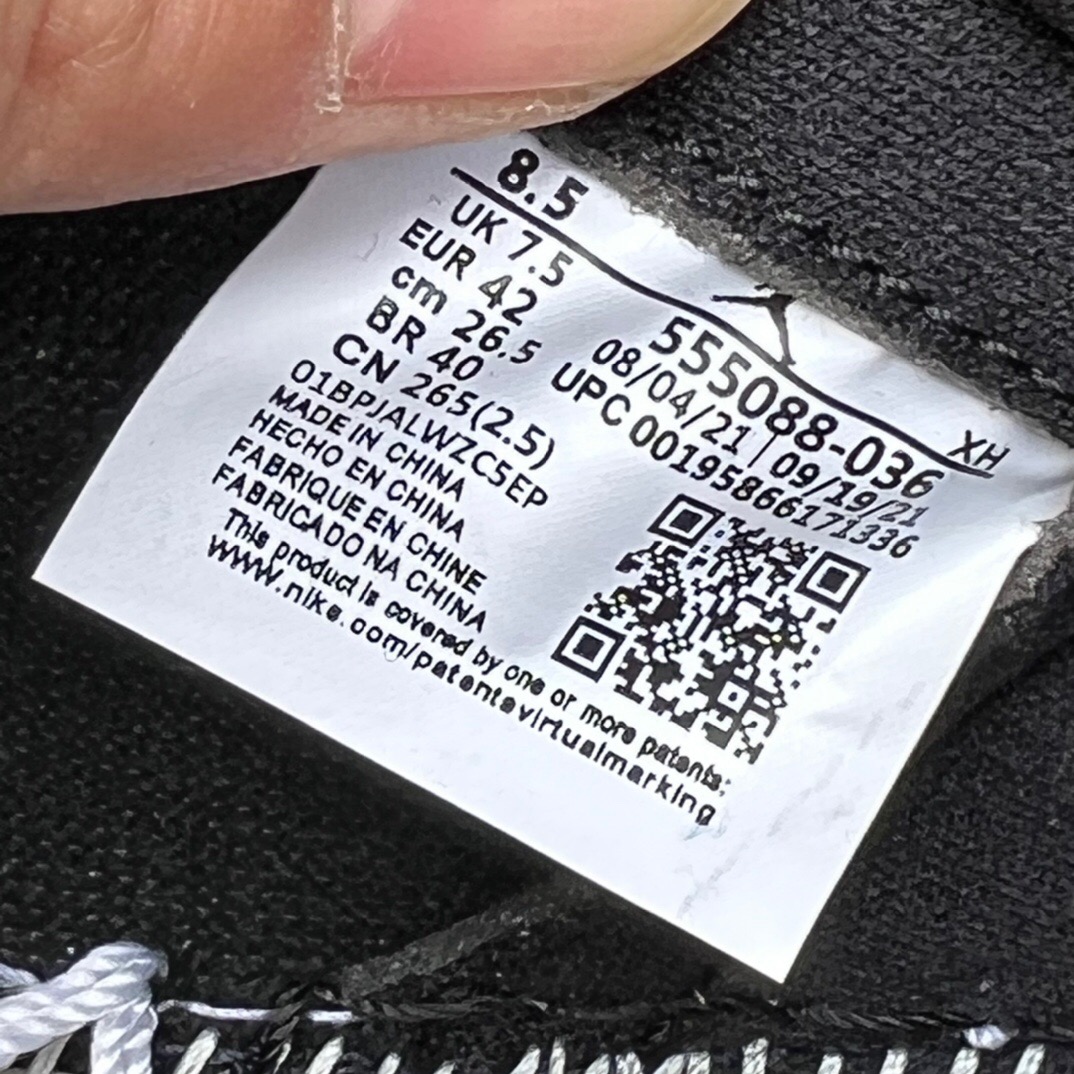 8.5
UK 7.5
EUR 42
cm 26.5
BR 40
CN 265(2.5)
01BPJALWZC5EP
MADE IN CHINA
HECHO EN CHINA
FABRIQUE EN CHINE
FABRICADO NA CHINA
This product is covered by one or more patents;
www.nike.com/patentsvirtualmarking
XH
555088-036
08/04/21 | 09/19/21
UPC 00195866171336